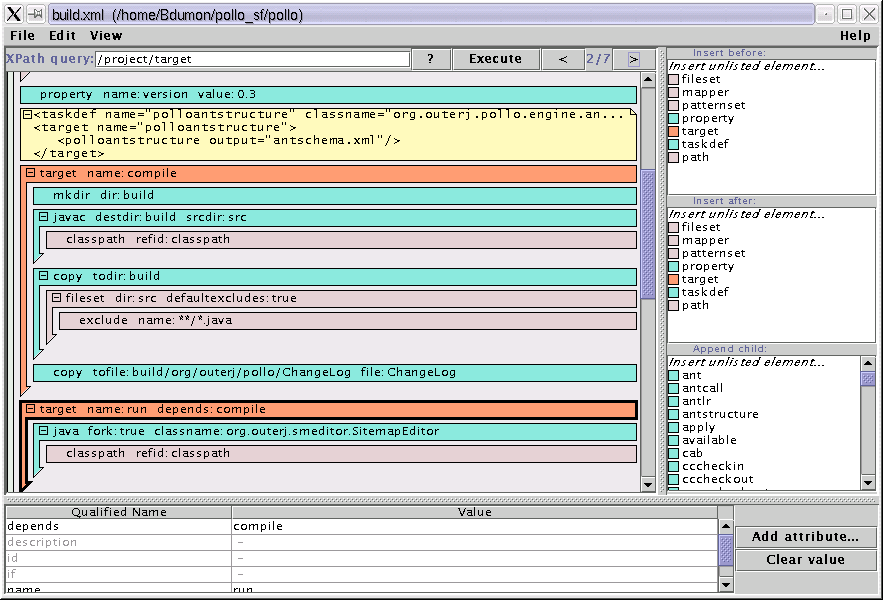 build.xml (/home/Bdumon/pollo_sf/pollo)
File Edit View Help
XPath query: /project/target ? Execute < 2/7 >
property name:version value:0.3
<taskdef name="polloantstructure" classname="org.outerj.pollo.engine.an...
<target name="polloantstructure">
<polloantstructure output="antschema.xml"/>
</target>
target name:compile
mkdir dir:build
javac destdir:build srcdir:src
classpath refid:classpath
copy todir:build
fileset dir:src defaultexcludes:true
exclude name:**/*.java
copy tofile:build/org/outerj/pollo/ChangeLog file:ChangeLog
target name:run depends:compile
java fork:true classname:org.outerj.smeditor.SitemapEditor
classpath refid:classpath
Insert before:
Insert unlisted element...
fileset
mapper
patternset
property
target
taskdef
path
Insert after:
Insert unlisted element...
fileset
mapper
patternset
property
target
taskdef
path
Append child:
Insert unlisted element...
ant
antcall
antlr
antstructure
apply
available
cab
cccheckin
cccheckout
Qualified Name Value
depends compile
description -
id -
if -
name run
Add attribute...
Clear value